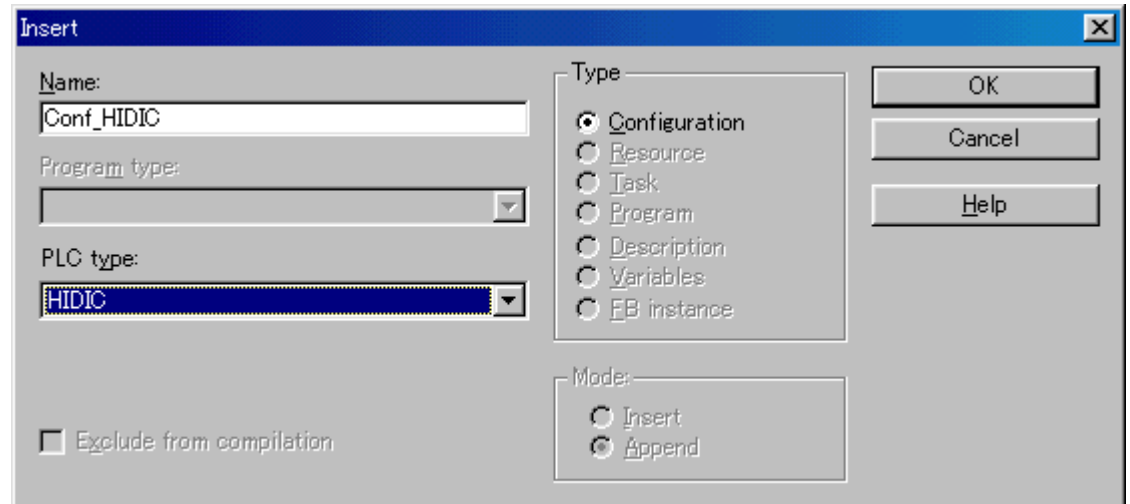 Insert
Name:
Conf_HIDIC
Program type:
PLC type:
HIDIC
Exclude from compilation
Type
Configuration
Resource
Task
Program
Description
Variables
FB instance
Mode:
Insert
Append
OK
Cancel
Help